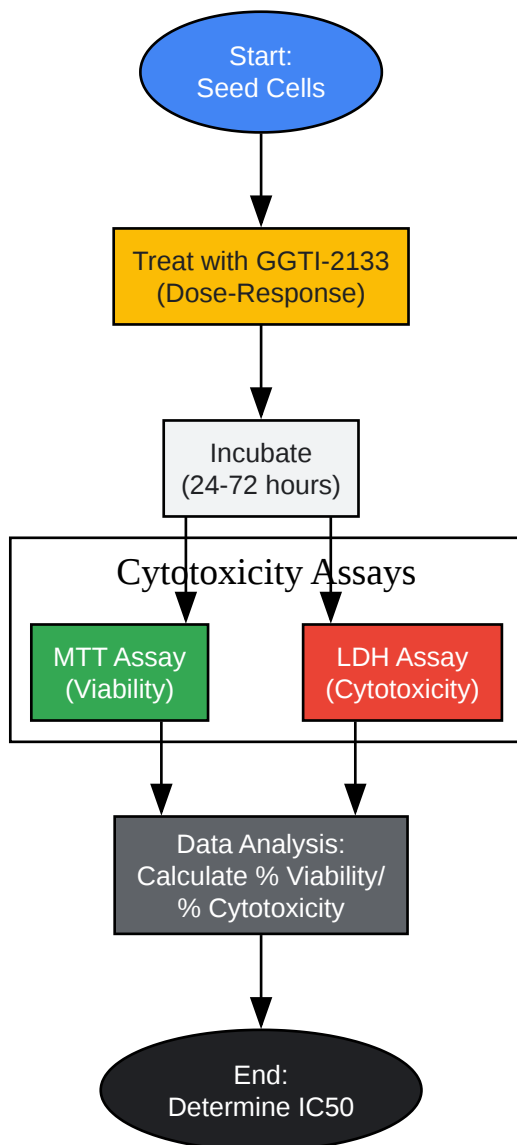 Start:
Seed Cells
Treat with GGTI-2133
(Dose-Response)
Incubate
(24-72 hours)
Cytotoxicity Assays
MTT Assay
(Viability)
LDH Assay
(Cytotoxicity)
Data Analysis:
Calculate % Viability/
% Cytotoxicity
End:
Determine IC50